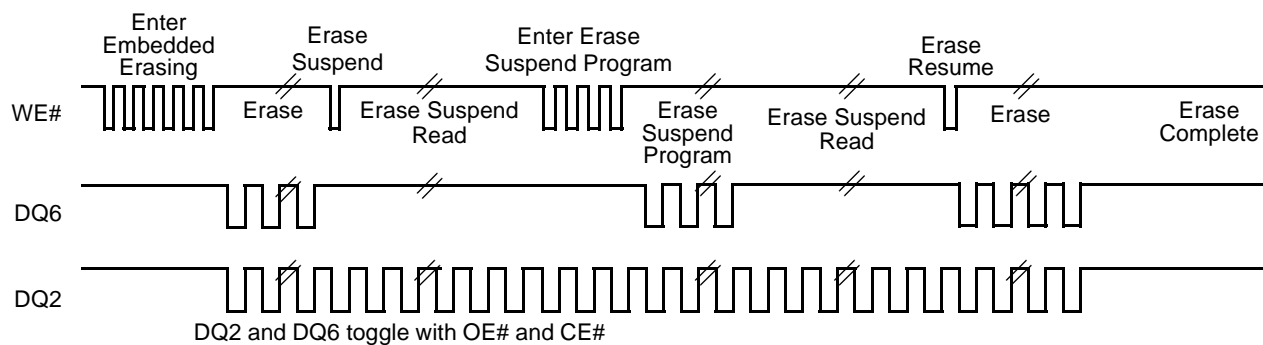 Enter
Embedded
Erasing
Erase
Suspend
Enter Erase
Suspend Program
Erase
Resume
WE#
Erase
Erase Suspend
Read
Erase
Suspend
Program
Erase Suspend
Read
Erase
Erase
Complete
DQ6
DQ2
DQ2 and DQ6 toggle with OE# and CE#